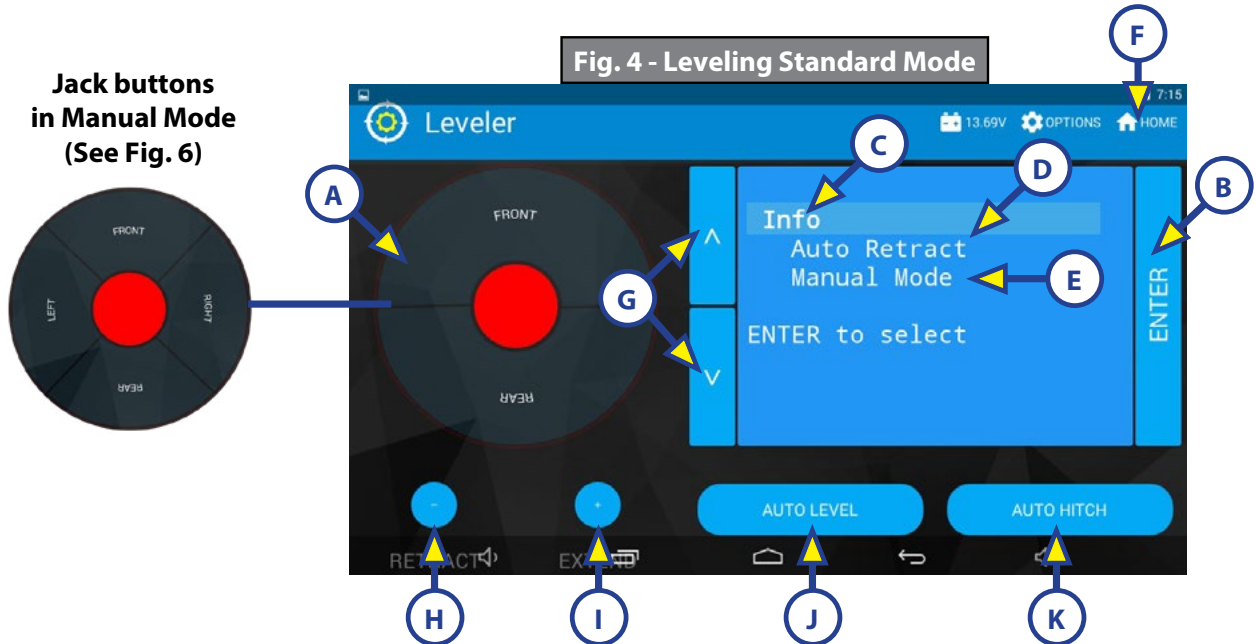 F
Fig. 4 - Leveling Standard Mode
Jack buttons
in Manual Mode
(See Fig. 6)
7:15
Leveler
13.69V
OPTIONS
HOME
C
D
A
B
FRONT
LEFT
RIGHT
REAR
FRONT
REAR
G
^
v
Info
Auto Retract
Manual Mode
E
ENTER to select
ENTER
-
+
AUTO LEVEL
AUTO HITCH
RETRACT
EXTEND
H
I
J
K